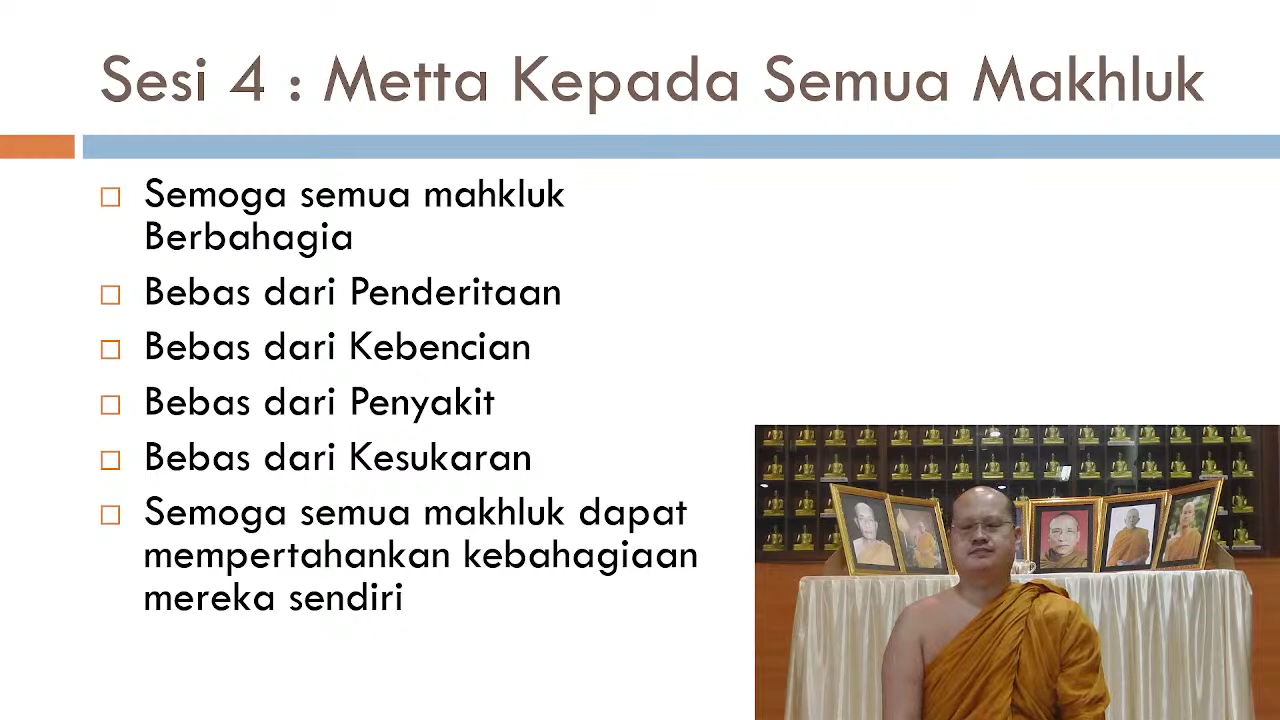 Sesi 4 : Metta Kepada Semua Makhluk
Semoga semua mahkluk
Berbahagia
Bebas dari Penderitaan
Bebas dari Kebencian
Bebas dari Penyakit
Bebas dari Kesukaran
Semoga semua makhluk dapat
mempertahankan kebahagiaan
mereka sendiri